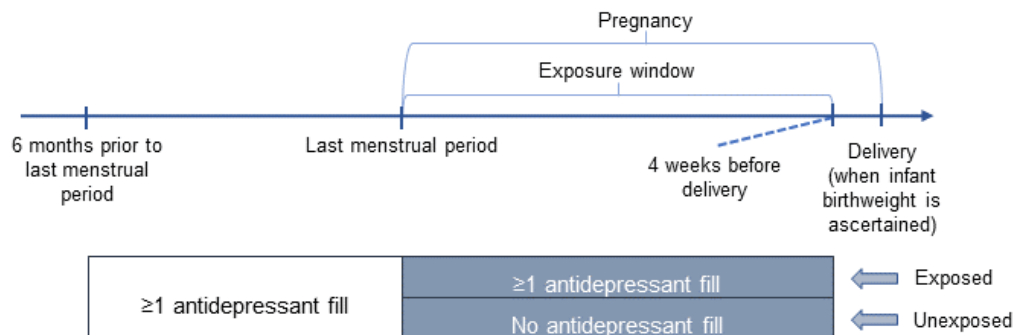 Pregnancy
Exposure window
6 months prior to
last menstrual
period
Last menstrual period
4 weeks before
delivery
Delivery
(when infant
birthweight is
ascertained)
≥1 antidepressant fill
≥1 antidepressant fill
Exposed
No antidepressant fill
Unexposed